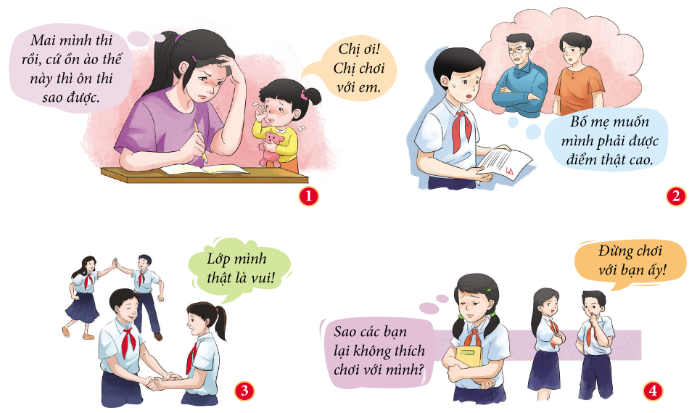 Mai mình thi
rồi, cứ ồn ào thế
này thì ôn thi
sao được.
Chị ơi!
Chị chơi
với em.
1
Bố mẹ muốn
mình phải được
điểm thật cao.
2
Lớp mình
thật là vui!
3
Đừng chơi
với bạn ấy!
Sao các bạn
lại không thích
chơi với mình?
4